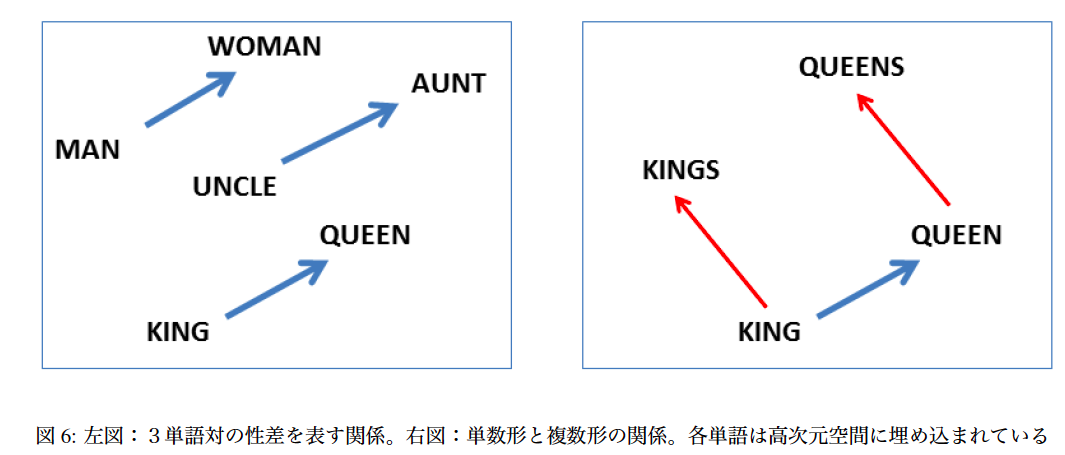 WOMAN
AUNT
MAN
UNCLE
QUEEN
KING
QUEENS
KINGS
QUEEN
KING
図 6: 左図：３単語対の性差を表す関係。右図：単数形と複数形の関係。各単語は高次元空間に埋め込まれている